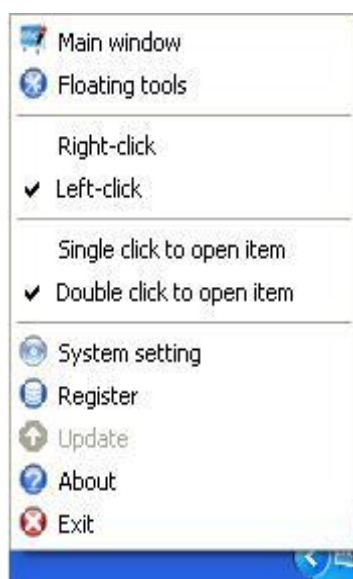 Main window
Floating tools
Right-click
Left-click
Single click to open item
Double click to open item
System setting
Register
Update
About
Exit